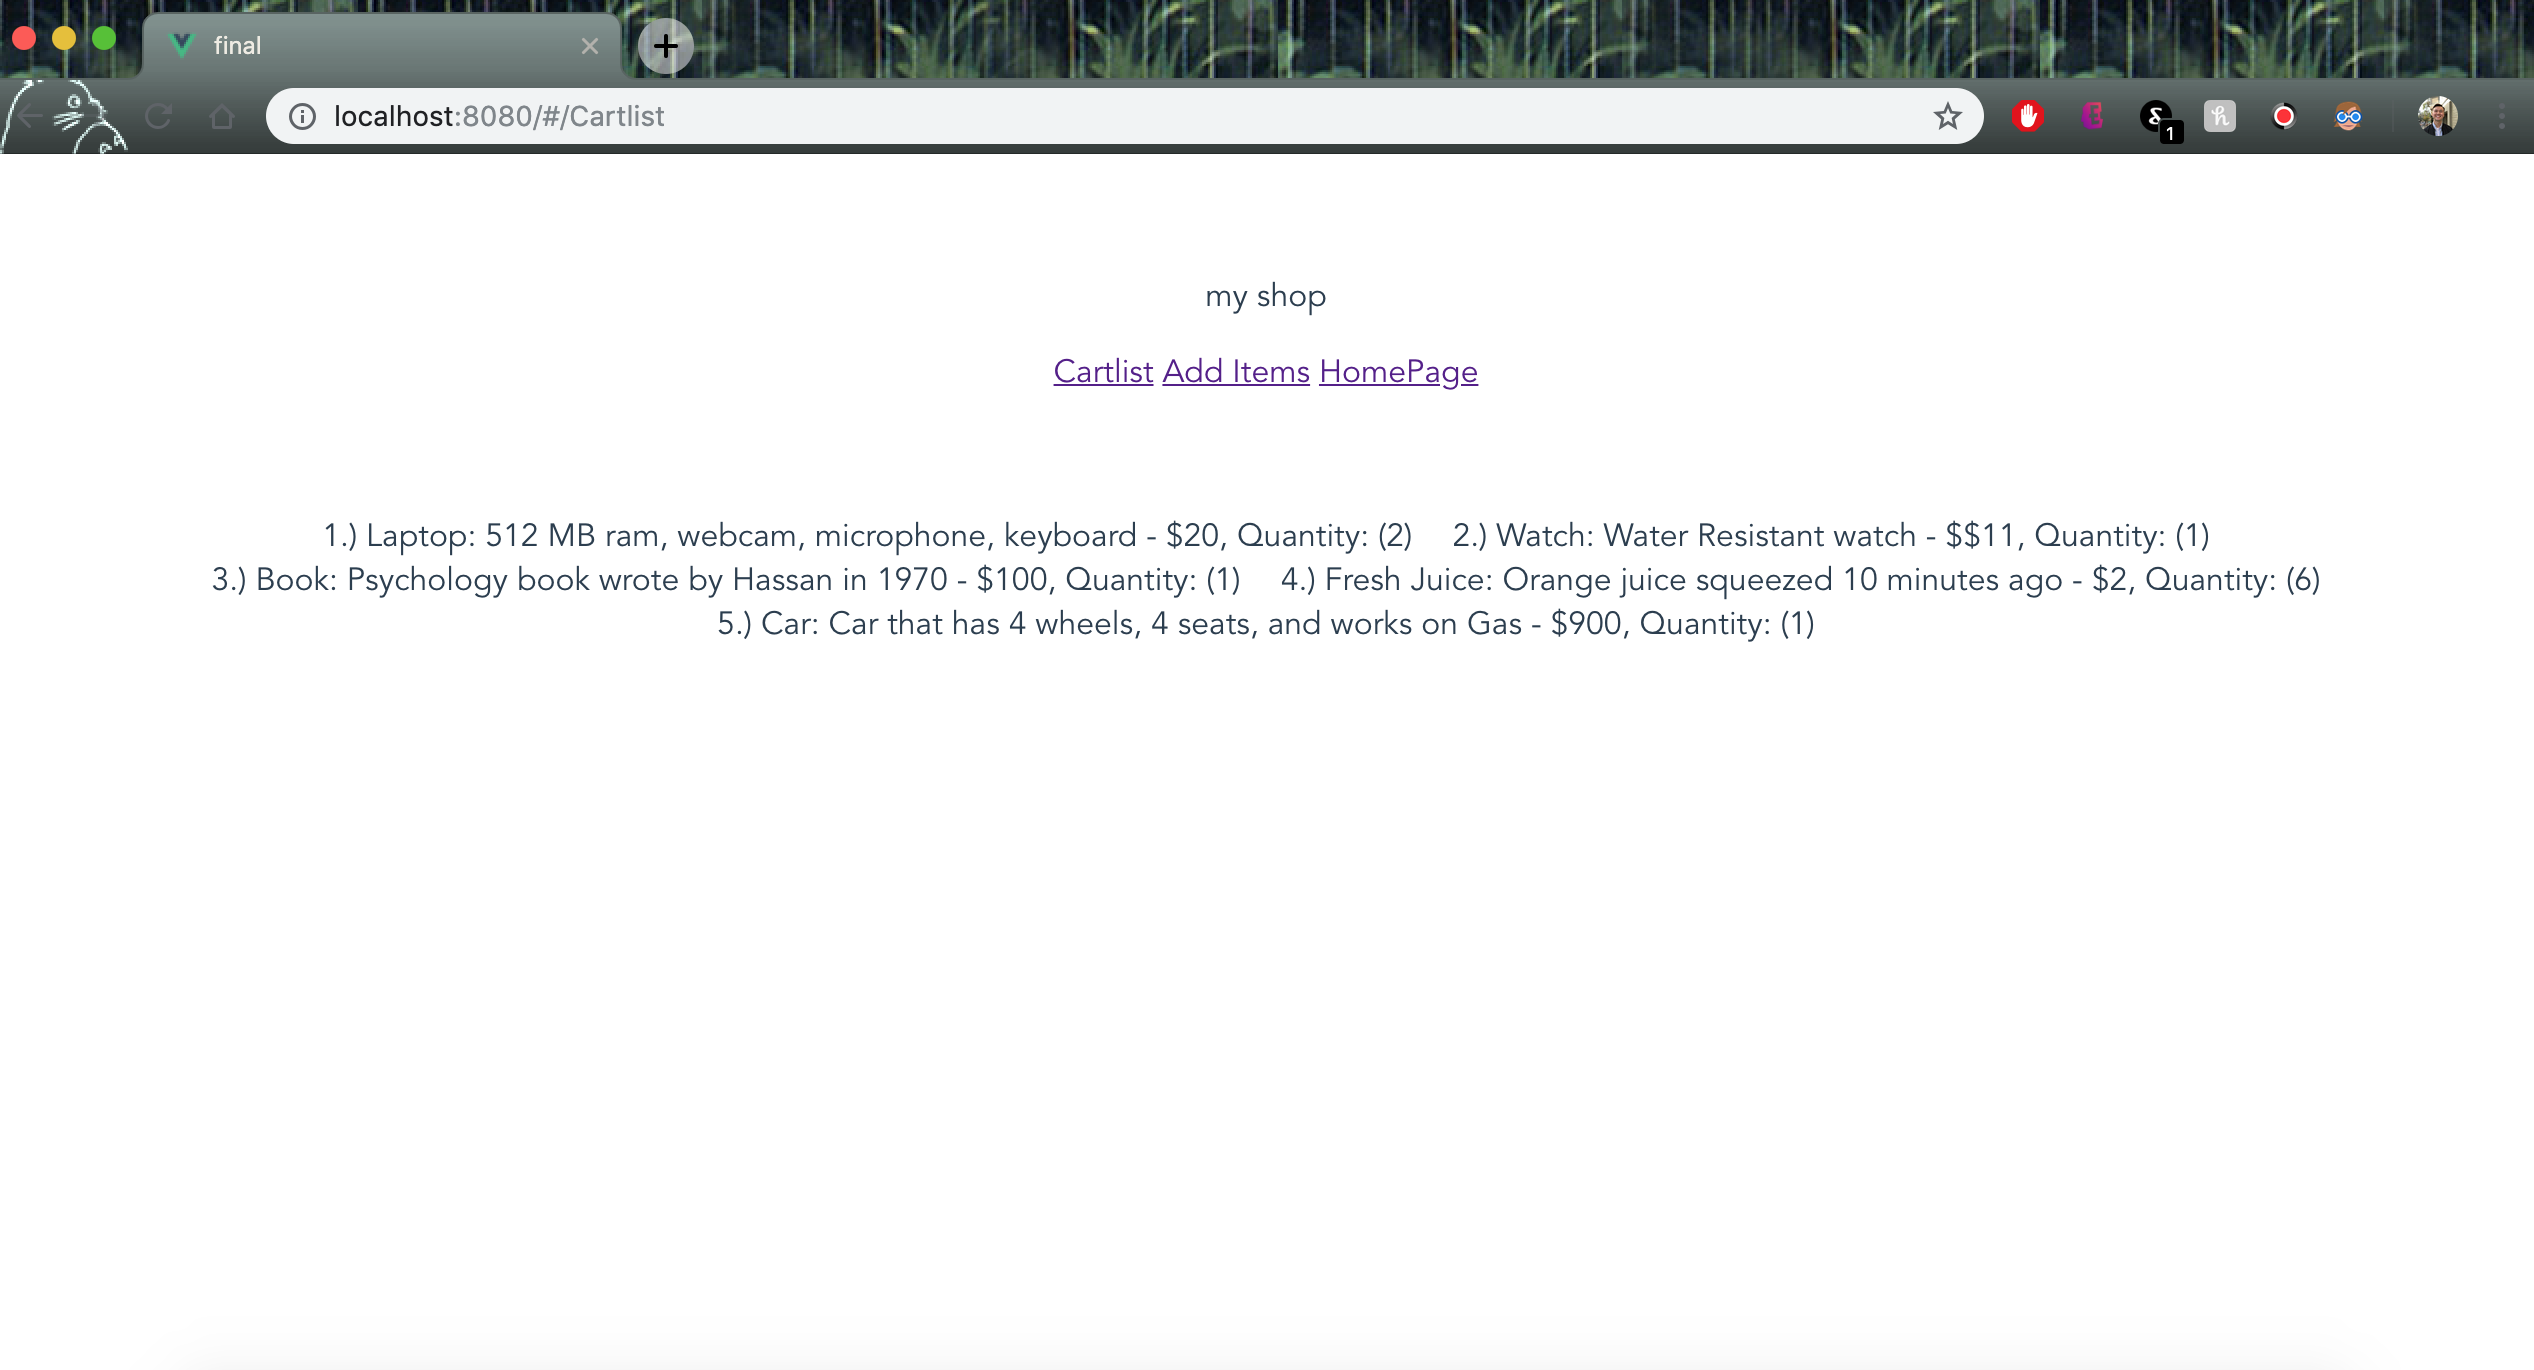 final
localhost:8080/#/Cartlist
1
my shop
Cartlist Add Items HomePage
1.) Laptop: 512 MB ram, webcam, microphone, keyboard - $20, Quantity: (2) 2.) Watch: Water Resistant watch - $$11, Quantity: (1)
3.) Book: Psychology book wrote by Hassan in 1970 - $100, Quantity: (1) 4.) Fresh Juice: Orange juice squeezed 10 minutes ago - $2, Quantity: (6)
5.) Car: Car that has 4 wheels, 4 seats, and works on Gas - $900, Quantity: (1)